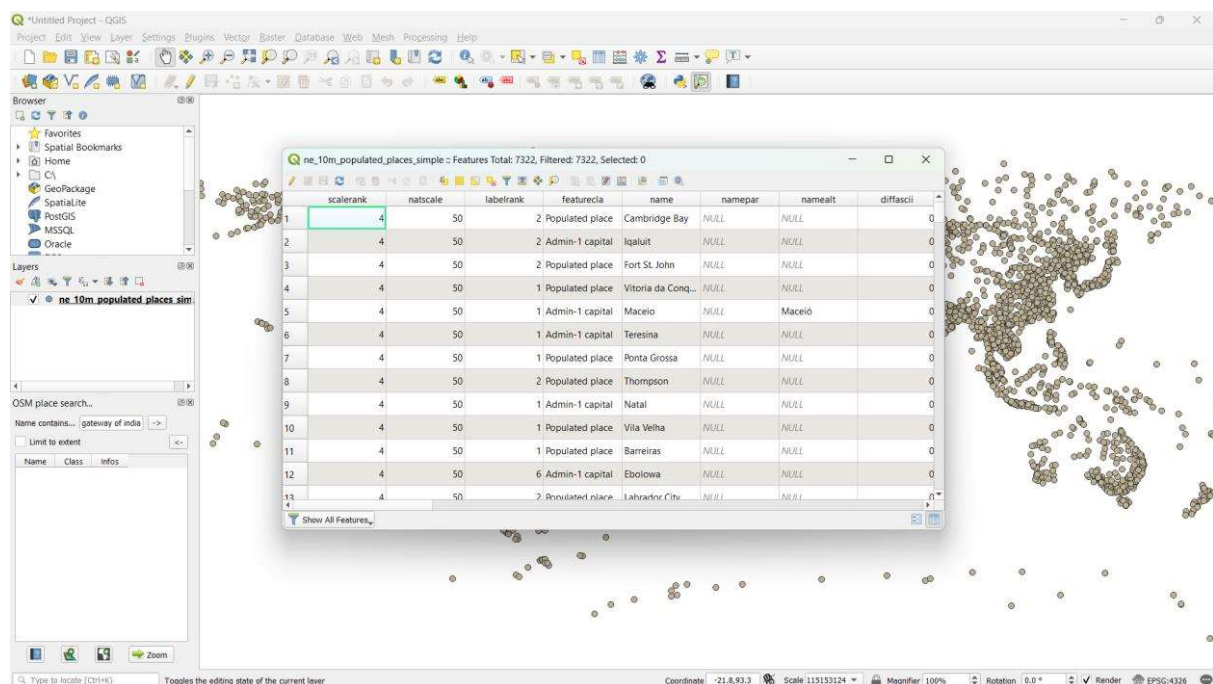 *Untitled Project - QGIS
Project Edit View Layer Settings Plugins Vector Raster Database Web Mesh Processing Help
Browser
Favorites
Spatial Bookmarks
Home
C:\
GeoPackage
SpatiaLite
PostGIS
MSSQL
Oracle
Layers
ne_10m_populated_places_sim
OSM place search...
Name contains... gateway of india ->
Limit to extent <-
Name Class Infos
Zoom
ne_10m_populated_places_simple :: Features Total: 7322, Filtered: 7322, Selected: 0
scalerank natscale labelrank featurecla name namepar namealt diffascii
1 4 50 2 Populated place Cambridge Bay NULL NULL 0
2 4 50 2 Admin-1 capital Iqaluit NULL NULL 0
3 4 50 2 Populated place Fort St. John NULL NULL 0
4 4 50 1 Populated place Vitoria da Conq... NULL NULL 0
5 4 50 1 Admin-1 capital Maceio NULL Maceió 0
6 4 50 1 Admin-1 capital Teresina NULL NULL 0
7 4 50 1 Populated place Ponta Grossa NULL NULL 0
8 4 50 2 Populated place Thompson NULL NULL 0
9 4 50 1 Admin-1 capital Natal NULL NULL 0
10 4 50 1 Populated place Vila Velha NULL NULL 0
11 4 50 1 Populated place Barreiras NULL NULL 0
12 4 50 6 Admin-1 capital Ebolowa NULL NULL 0
13 4 50 2 Populated place Labrador City NULL NULL 0
Show All Features
Type to locate (Ctrl+K) Toggles the editing state of the current layer Coordinate -21.8,93.3 Scale 115153124 Magnifier 100% Rotation 0.0 ° Render EPSG:4326